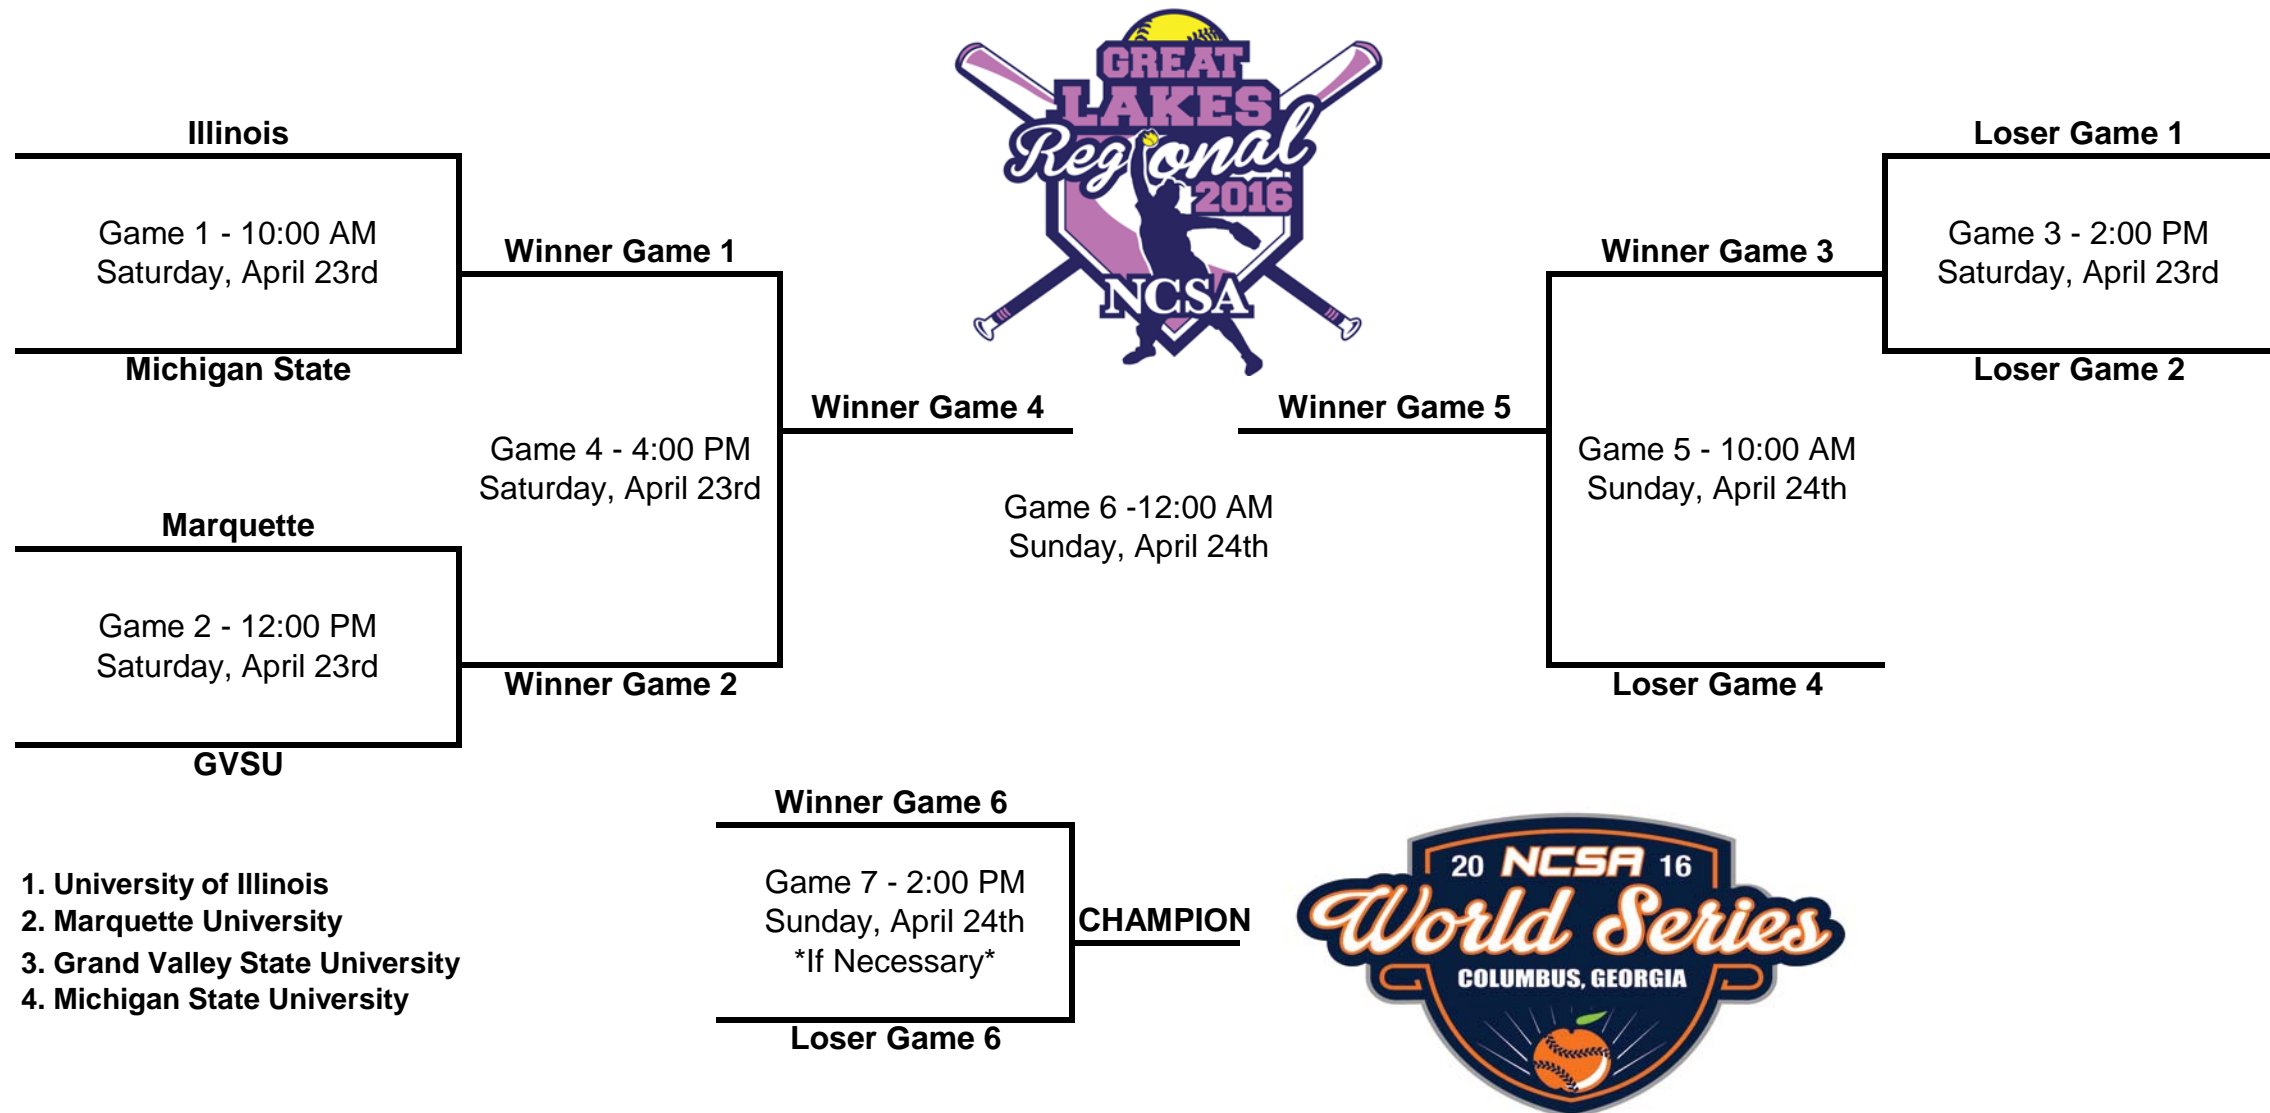 GREAT
LAKES
Regional
2016
NCSA
Illinois
Game 1 - 10:00 AM
Saturday, April 23rd
Michigan State
Winner Game 1
Game 4 - 4:00 PM
Saturday, April 23rd
Winner Game 2
Marquette
Game 2 - 12:00 PM
Saturday, April 23rd
GVSU
Winner Game 4
Winner Game 5
Game 6 -12:00 AM
Sunday, April 24th
Winner Game 3
Game 5 - 10:00 AM
Sunday, April 24th
Loser Game 4
Loser Game 1
Game 3 - 2:00 PM
Saturday, April 23rd
Loser Game 2
Winner Game 6
Game 7 - 2:00 PM
Sunday, April 24th
*If Necessary*
Loser Game 6
CHAMPION
1. University of Illinois
2. Marquette University
3. Grand Valley State University
4. Michigan State University
20 NCSA 16
World Series
COLUMBUS, GEORGIA